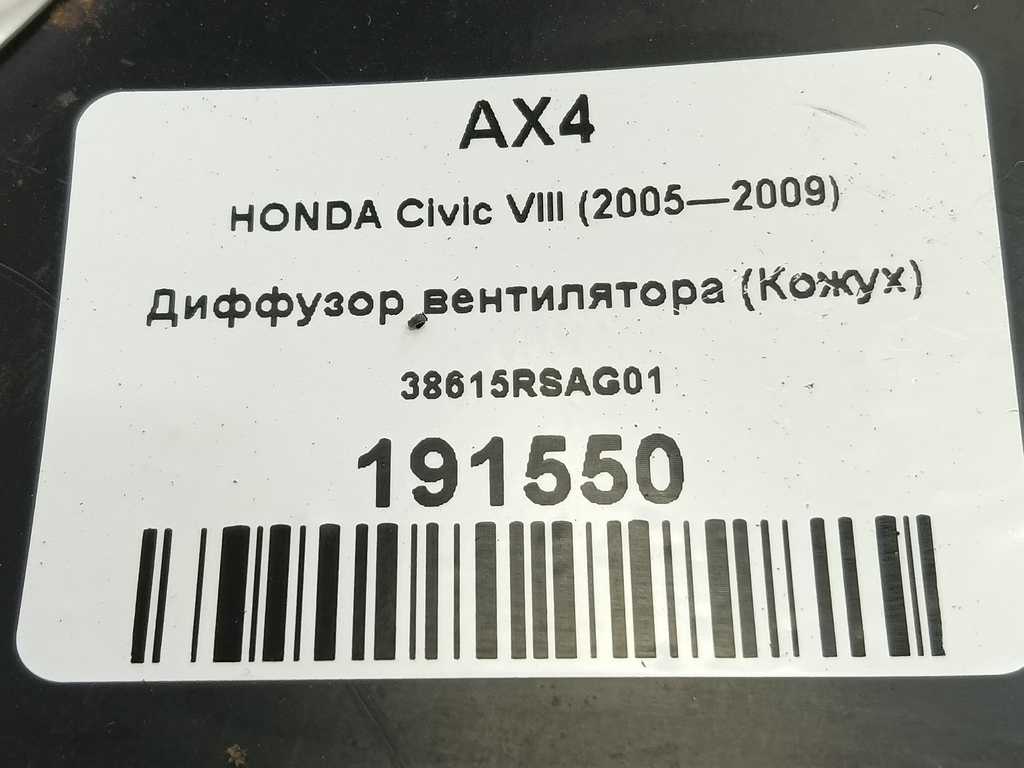 AX4
HONDA Civic VIII (2005—2009)
Диффузор вентилятора (Кожух)
38615RSAG01
191550